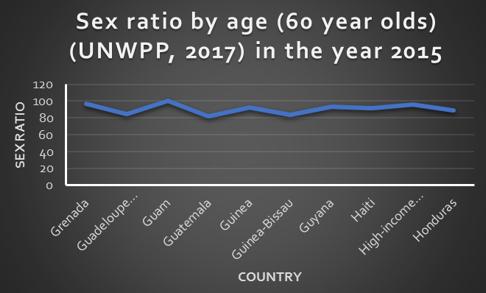 Sex ratio by age (60 year olds)
(UNWPP, 2017) in the year 2015
120
100
80
60
40
20
0
SEX RATIO
Grenada
Guadeloupe...
Guam
Guatemala
Guinea
Guinea-Bissau
Guyana
Haiti
High-income...
Honduras
COUNTRY